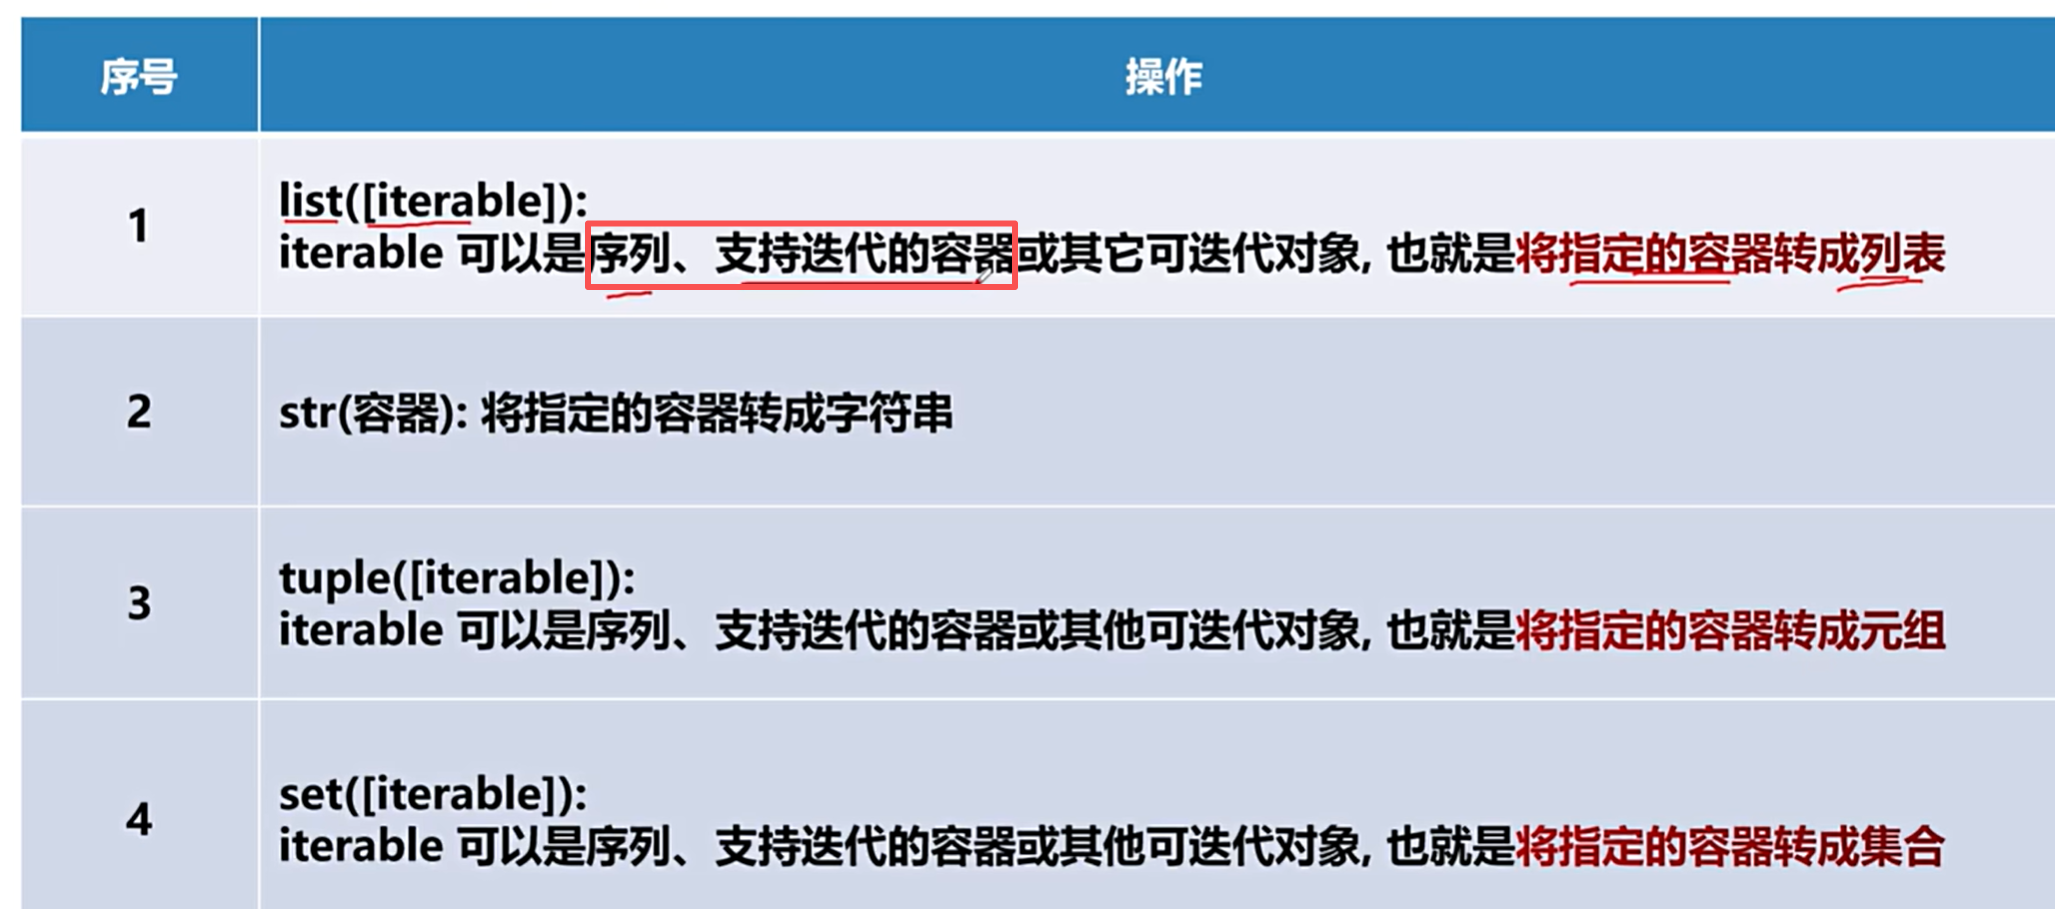 序号 操作
1 list([iterable]):
iterable 可以是序列、支持迭代的容器或其它可迭代对象, 也就是将指定的容器转成列表
2 str(容器): 将指定的容器转成字符串
3 tuple([iterable]):
iterable 可以是序列、支持迭代的容器或其他可迭代对象, 也就是将指定的容器转成元组
4 set([iterable]):
iterable 可以是序列、支持迭代的容器或其他可迭代对象, 也就是将指定的容器转成集合